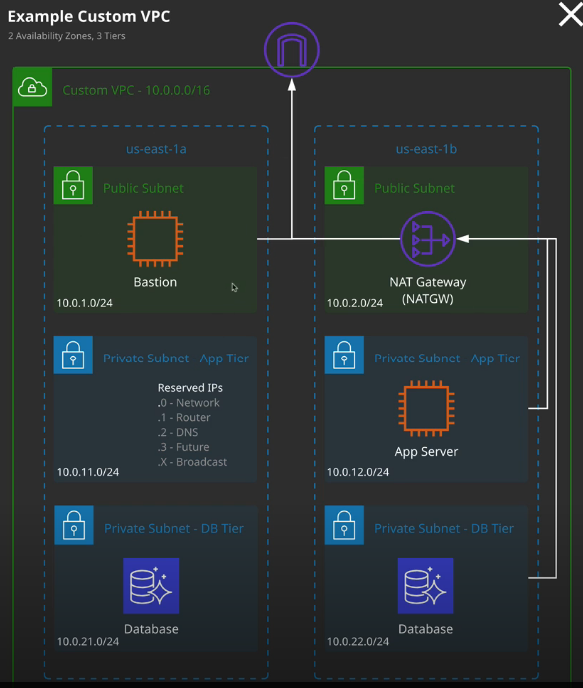 Example Custom VPC
2 Availability Zones, 3 Tiers
Custom VPC - 10.0.0.0/16
us-east-1a
Public Subnet
Bastion
10.0.1.0/24
Private Subnet - App Tier
Reserved IPs
.0 - Network
.1 - Router
.2 - DNS
.3 - Future
.X - Broadcast
10.0.11.0/24
Private Subnet - DB Tier
Database
10.0.21.0/24
us-east-1b
Public Subnet
NAT Gateway
(NATGW)
10.0.2.0/24
Private Subnet - App Tier
App Server
10.0.12.0/24
Private Subnet - DB Tier
Database
10.0.22.0/24